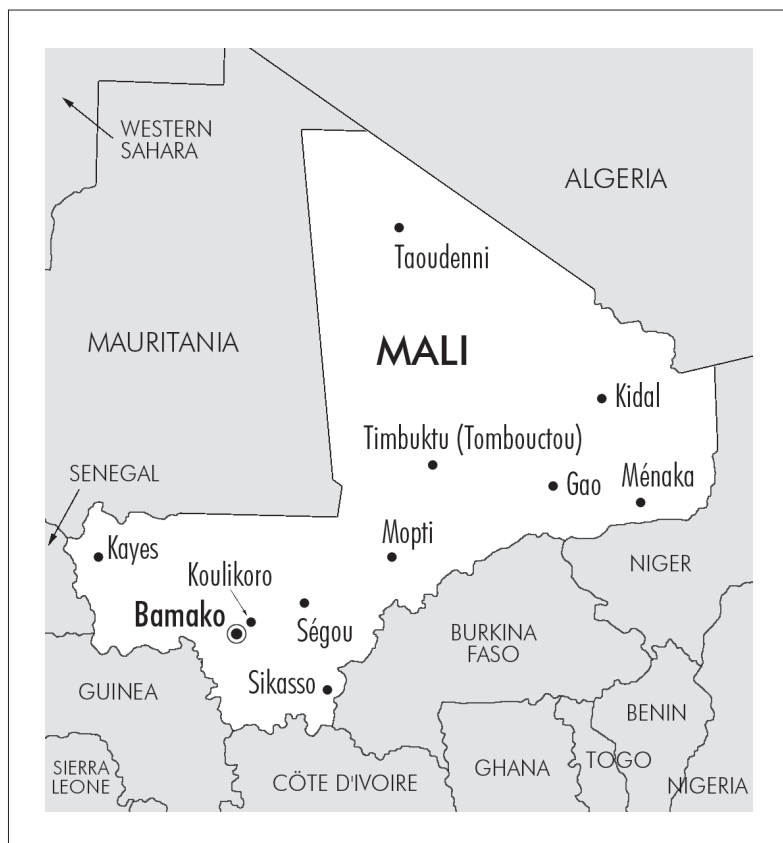 WESTERN
SAHARA
ALGERIA
Taoudenni
MAURITANIA
MALI
Kidal
Timbuktu (Tombouctou)
SENEGAL
Gao
Ménaka
Mopti
Kayes
NIGER
Koulikoro
Bamako
Ségou
BURKINA
FASO
Sikasso
GUINEA
BENIN
SIERRA
LEONE
CÖTE D'IVOIRE
GHANA
TOGO
NIGERIA